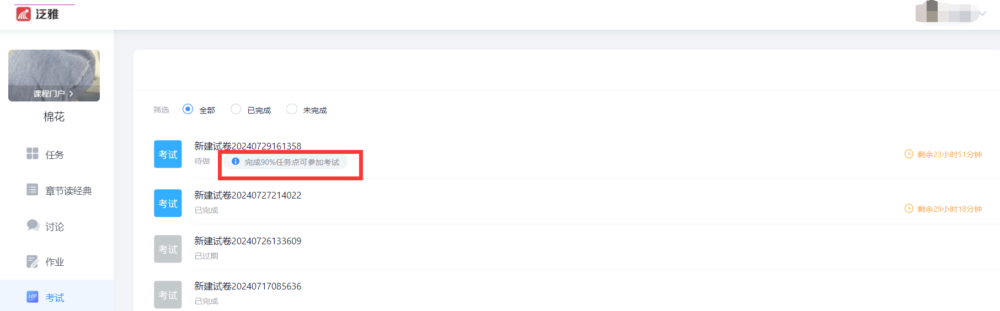 泛雅
课程门户 >
棉花
任务
章节读经典
讨论
作业
100 考试
筛选 全部 已完成 未完成
考试 新建试卷20240729161358
待做 完成90%任务点可参加考试
剩余23小时51分钟
考试 新建试卷20240727214022
已完成
剩余29小时18分钟
考试 新建试卷20240726133609
已过期
考试 新建试卷20240717085636
已完成